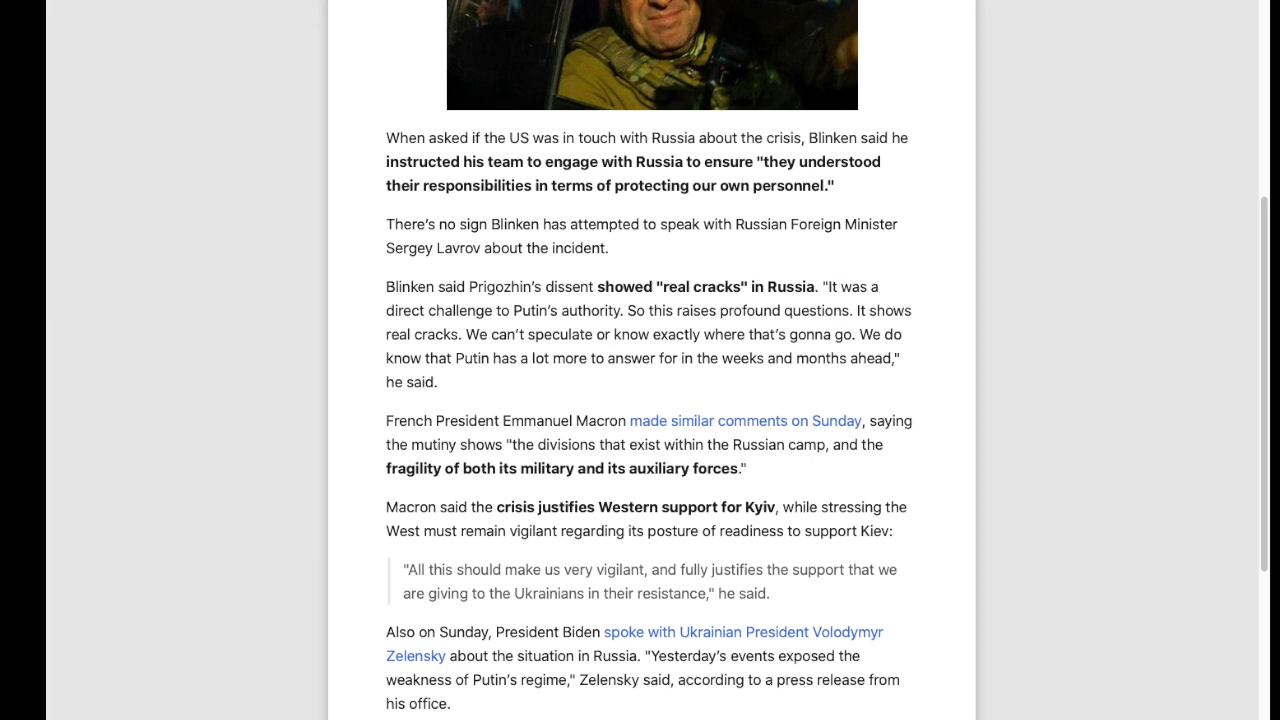 When asked if the US was in touch with Russia about the crisis, Blinken said he
instructed his team to engage with Russia to ensure "they understood
their responsibilities in terms of protecting our own personnel."
There’s no sign Blinken has attempted to speak with Russian Foreign Minister
Sergey Lavrov about the incident.
Blinken said Prigozhin’s dissent showed "real cracks" in Russia. "It was a
direct challenge to Putin’s authority. So this raises profound questions. It shows
real cracks. We can’t speculate or know exactly where that’s gonna go. We do
know that Putin has a lot more to answer for in the weeks and months ahead,"
he said.
French President Emmanuel Macron made similar comments on Sunday, saying
the mutiny shows "the divisions that exist within the Russian camp, and the
fragility of both its military and its auxiliary forces."
Macron said the crisis justifies Western support for Kyiv, while stressing the
West must remain vigilant regarding its posture of readiness to support Kiev:
"All this should make us very vigilant, and fully justifies the support that we
are giving to the Ukrainians in their resistance," he said.
Also on Sunday, President Biden spoke with Ukrainian President Volodymyr
Zelensky about the situation in Russia. "Yesterday’s events exposed the
weakness of Putin’s regime," Zelensky said, according to a press release from
his office.